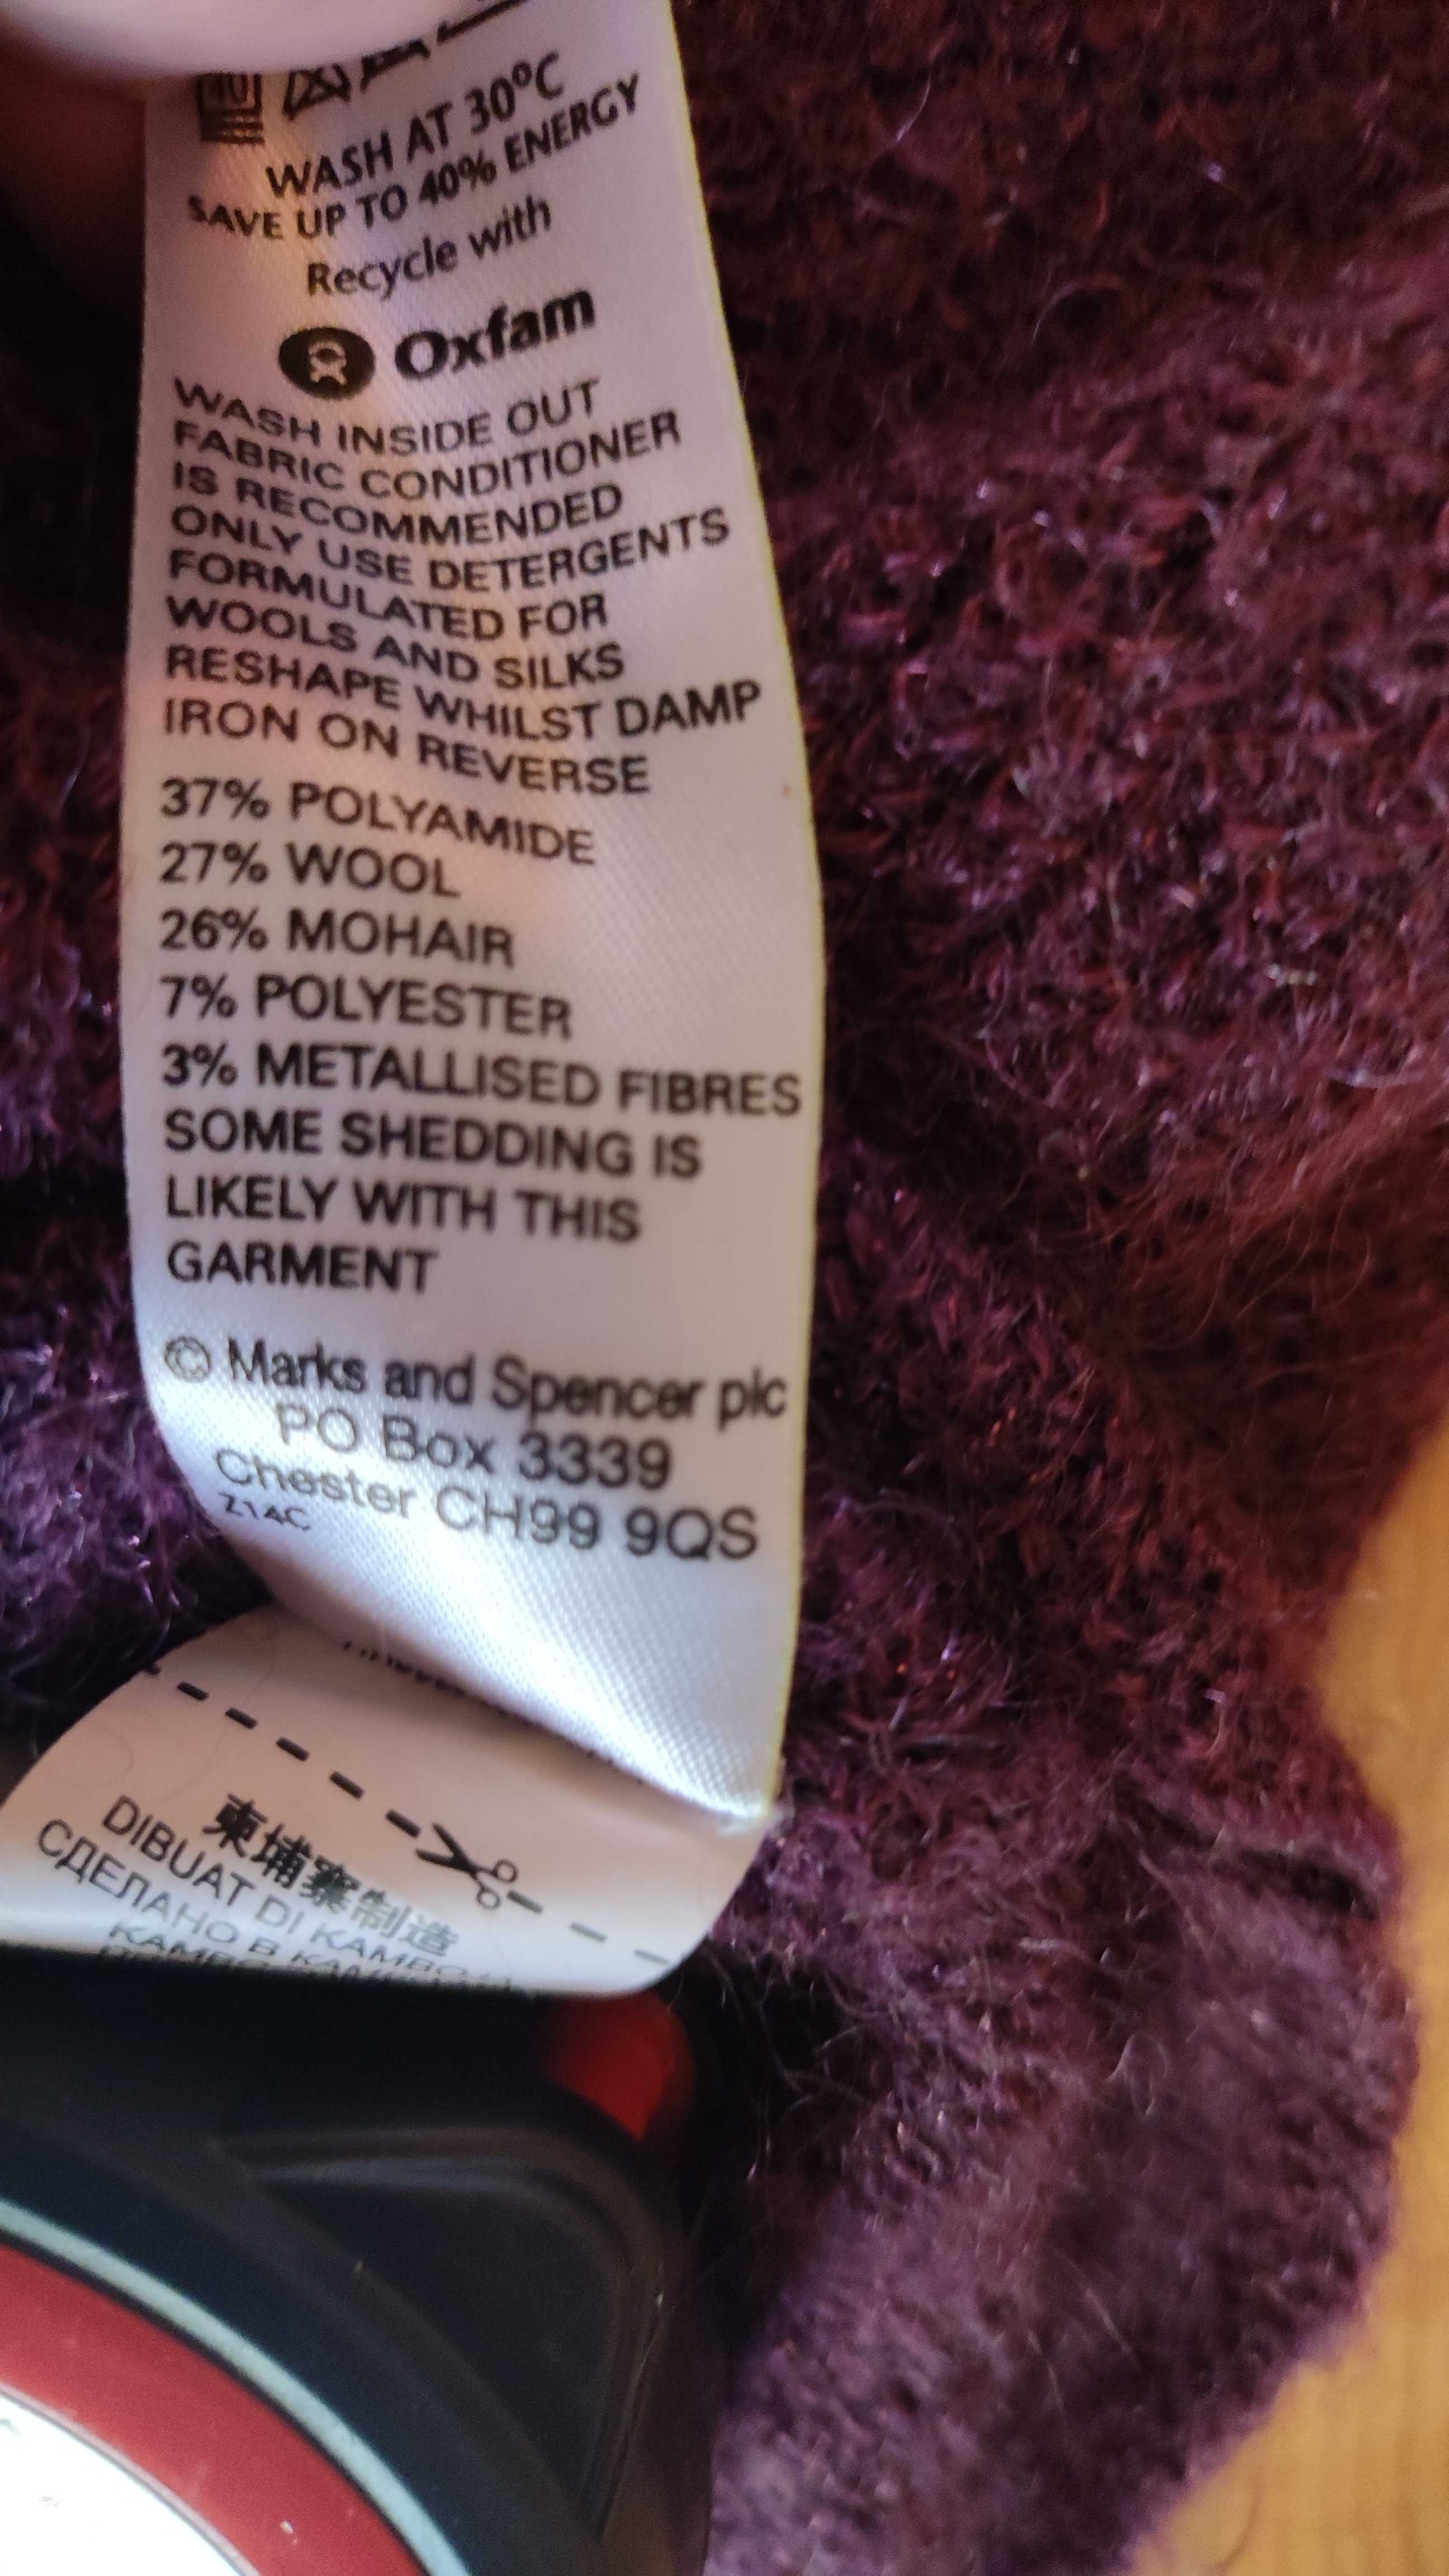 40
WASH AT 30°C
SAVE UP TO 40% ENERGY
Recycle with
Oxfam
WASH INSIDE OUT
FABRIC CONDITIONER
IS RECOMMENDED
ONLY USE DETERGENTS
FORMULATED FOR
WOOLS AND SILKS
RESHAPE WHILST DAMP
IRON ON REVERSE
37% POLYAMIDE
27% WOOL
26% MOHAIR
7% POLYESTER
3% METALLISED FIBRES
SOME SHEDDING IS
LIKELY WITH THIS
GARMENT
© Marks and Spencer plc
PO Box 3339
Chester CH99 9QS
Z14C
柬埔寨制造
DIBUAT DI KAMBOJA
СДЕЛАНО В